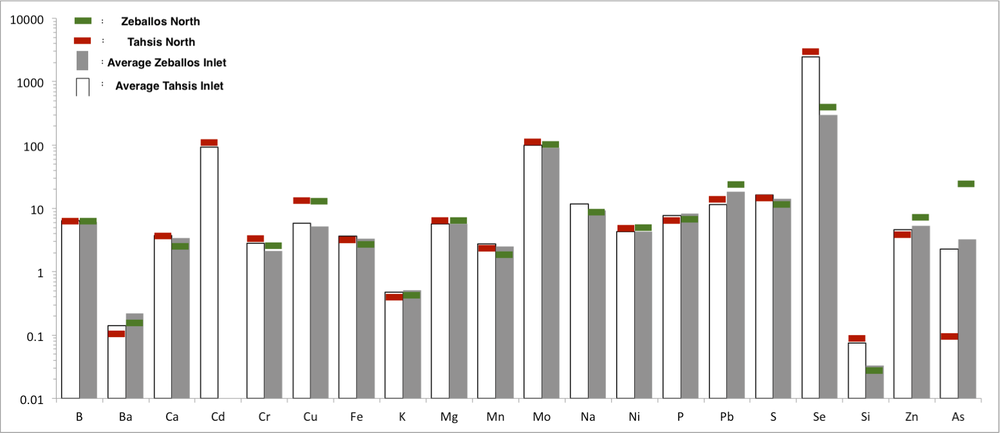 10000
1000
100
10
1
0.1
0.01
: Zeballos North
: Tahsis North
: Average Zeballos Inlet
: Average Tahsis Inlet
B Ba Ca Cd Cr Cu Fe K Mg Mn Mo Na Ni P Pb S Se Si Zn As